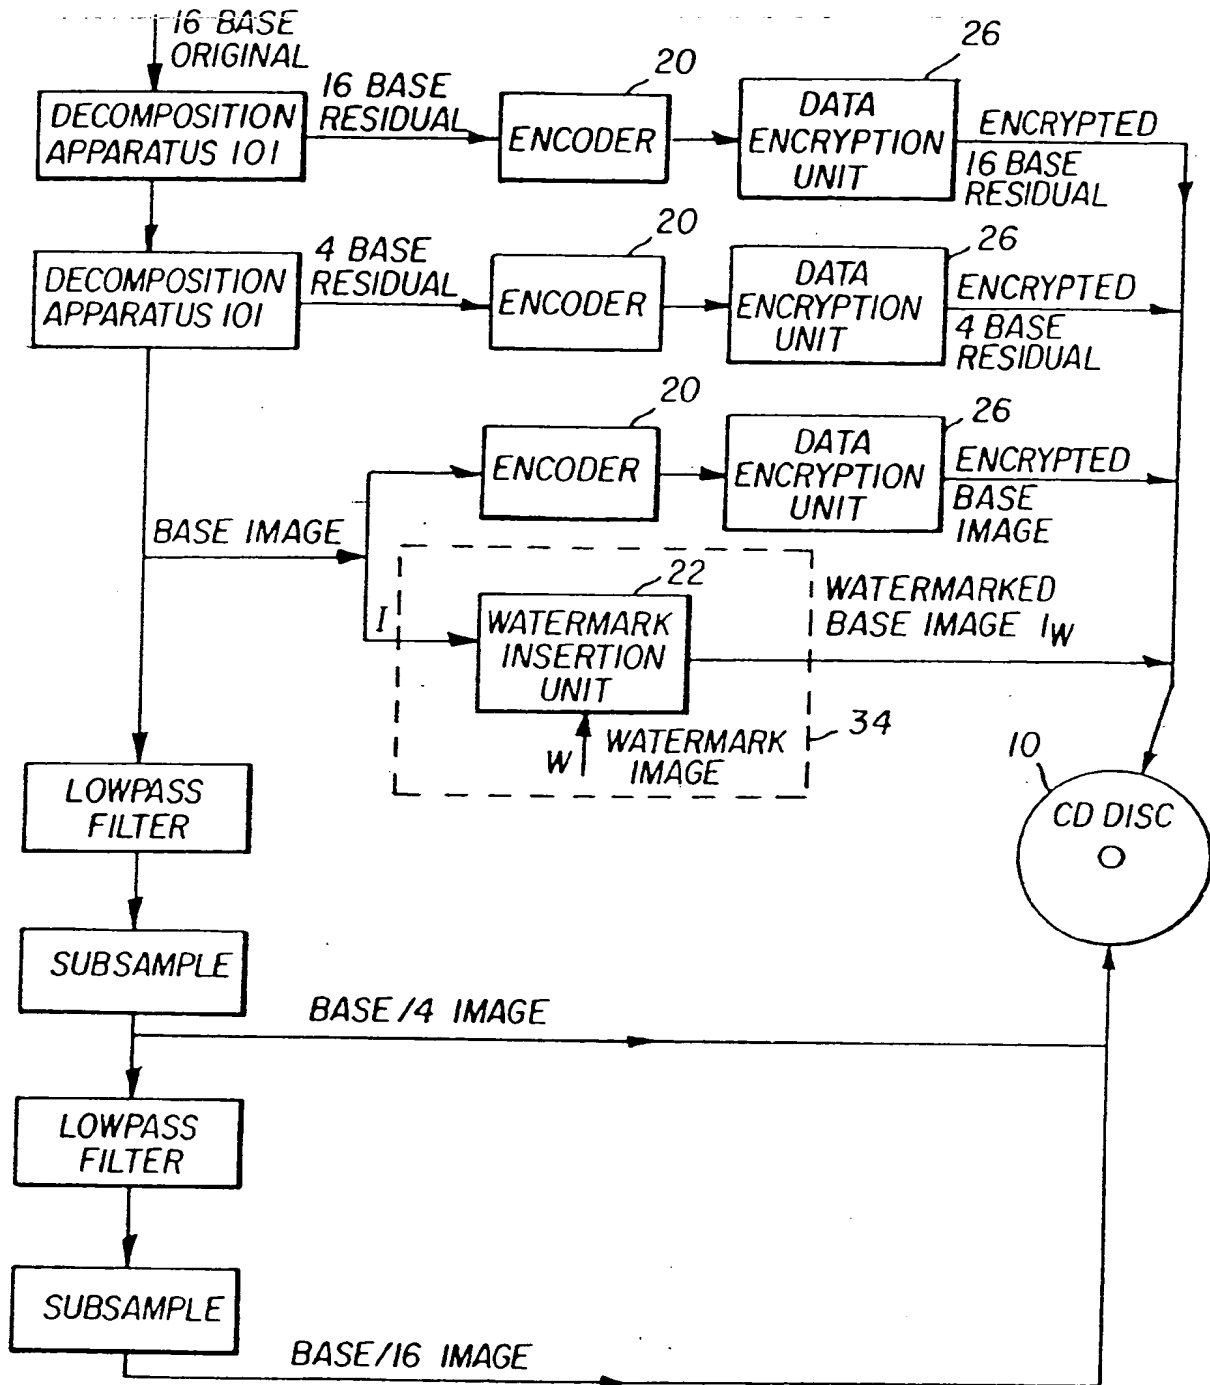 16 BASE
ORIGINAL
DECOMPOSITION
APPARATUS 101
16 BASE
RESIDUAL
20
ENCODER
26
DATA
ENCRYPTION
UNIT
ENCRYPTED
16 BASE
RESIDUAL
DECOMPOSITION
APPARATUS 101
4 BASE
RESIDUAL
20
ENCODER
26
DATA
ENCRYPTION
UNIT
ENCRYPTED
4 BASE
RESIDUAL
20
ENCODER
26
DATA
ENCRYPTION
UNIT
ENCRYPTED
BASE
IMAGE
BASE IMAGE
I
22
WATERMARK
INSERTION
UNIT
WATERMARKED
BASE IMAGE IW
W
WATERMARK
IMAGE
34
10
CD DISC
LOWPASS
FILTER
SUBSAMPLE
BASE/4 IMAGE
LOWPASS
FILTER
SUBSAMPLE
BASE/16 IMAGE